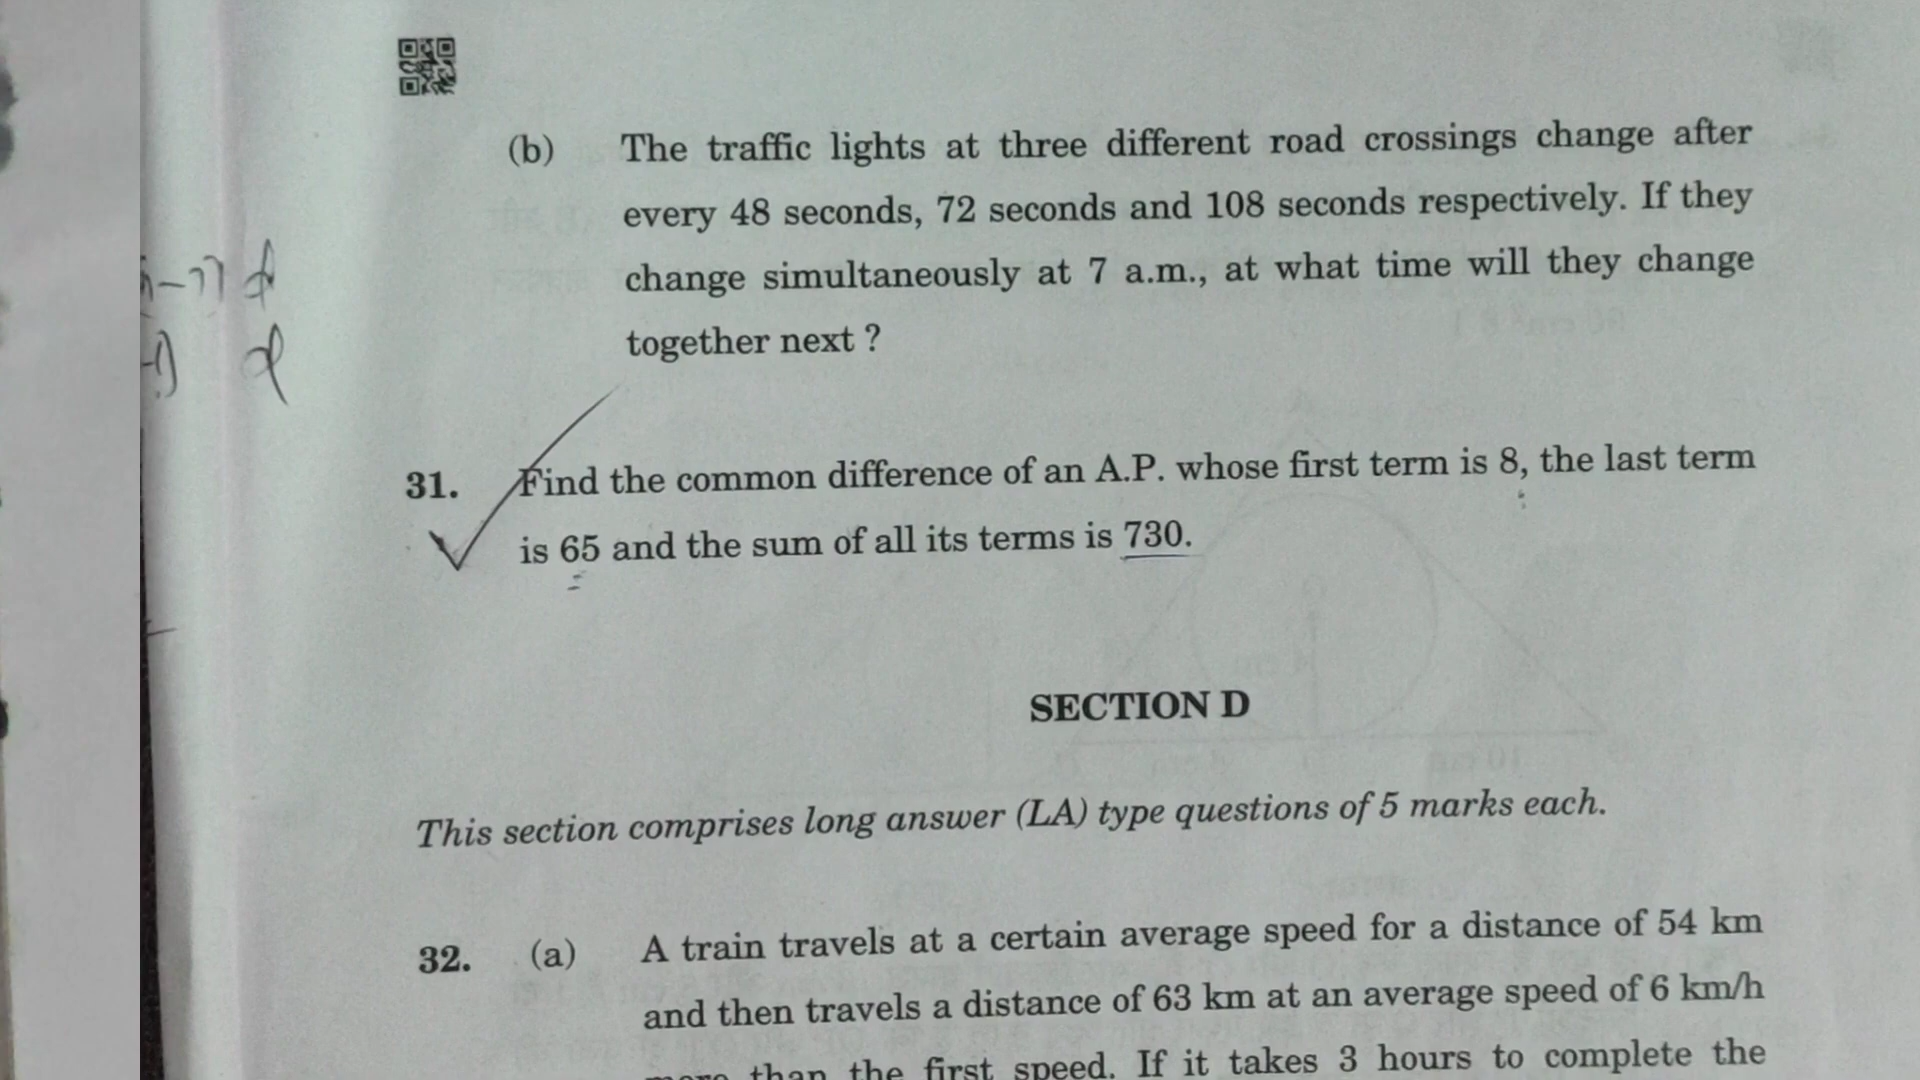 (b) The traffic lights at three different road crossings change after
every 48 seconds, 72 seconds and 108 seconds respectively. If they
change simultaneously at 7 a.m., at what time will they change
together next ?
31. Find the common difference of an A.P. whose first term is 8, the last term
is 65 and the sum of all its terms is 730.
SECTION D
This section comprises long answer (LA) type questions of 5 marks each.
32. (a) A train travels at a certain average speed for a distance of 54 km
and then travels a distance of 63 km at an average speed of 6 km/h
more than the first speed. If it takes 3 hours to complete the